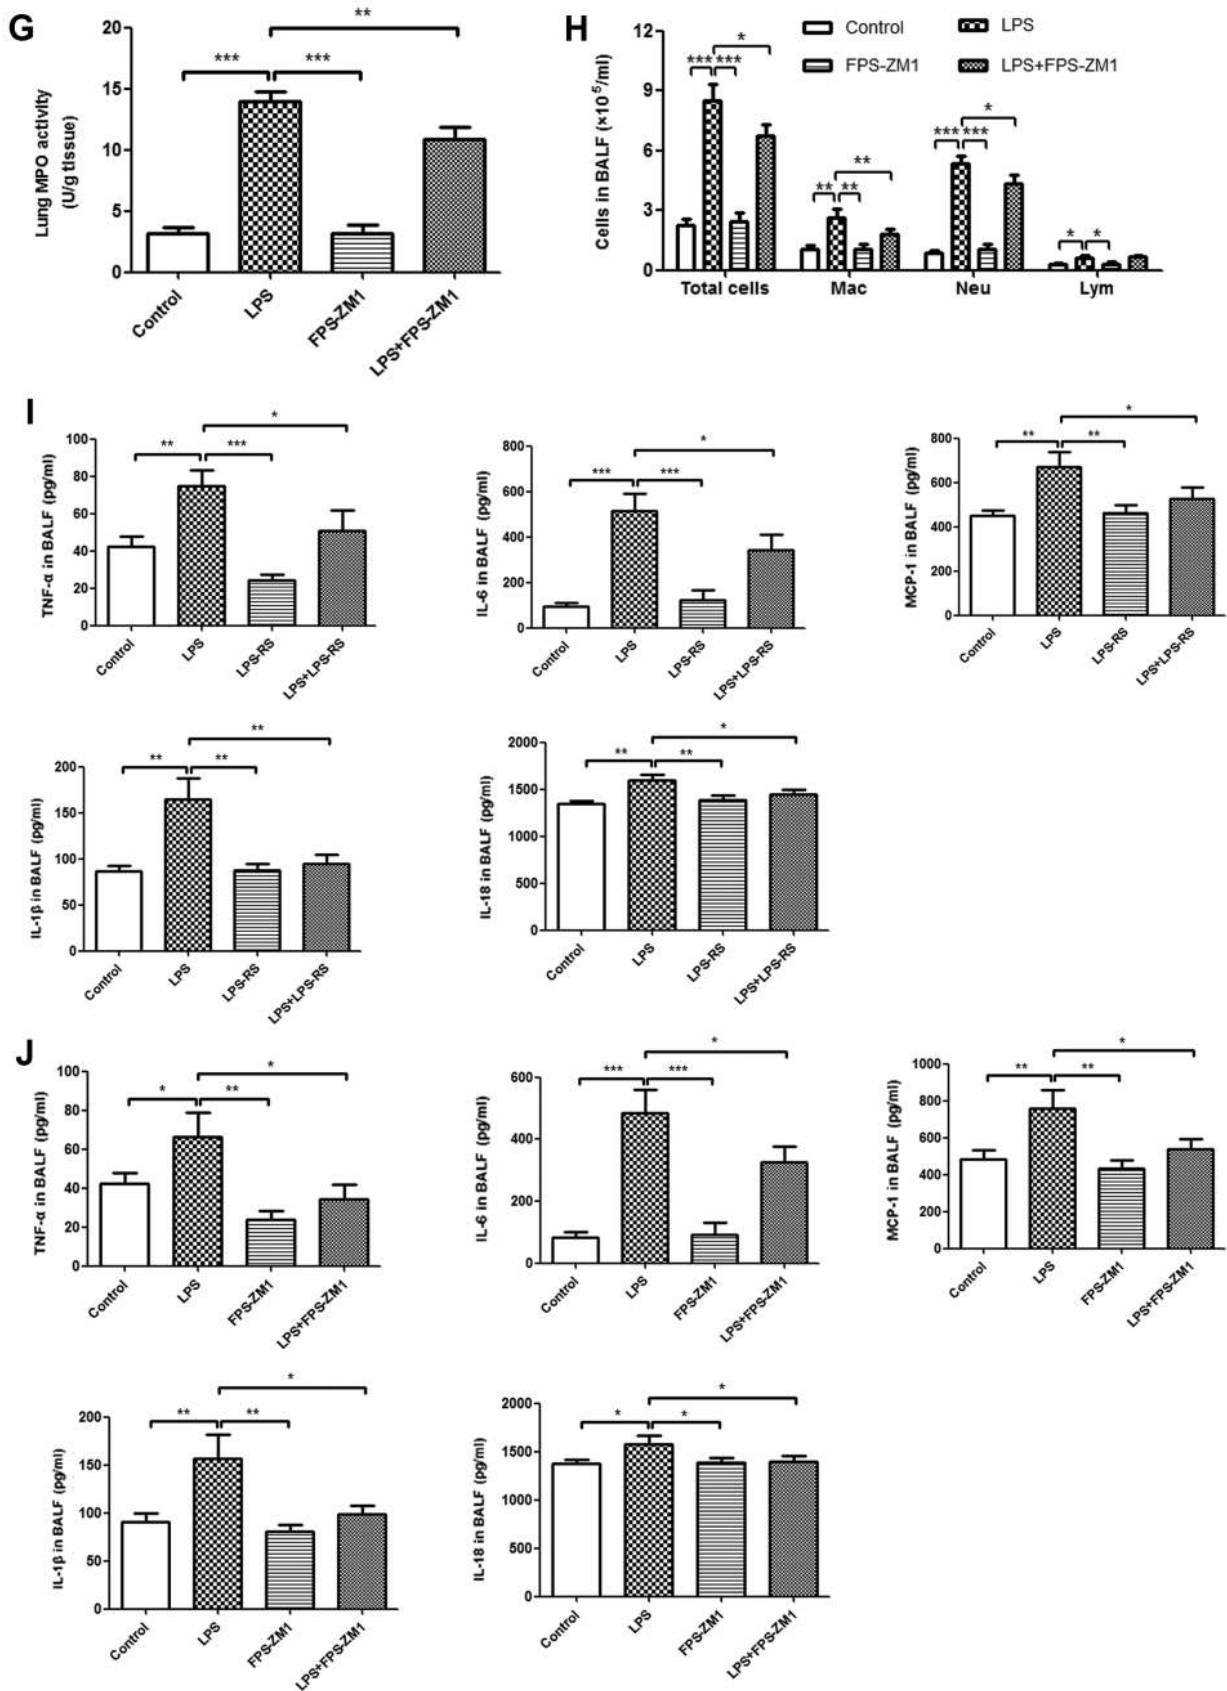 G
Lung MPO activity
(U/g tissue)
20
15
10
5
0
***
***
**
Control
LPS
FPS-ZM1
LPS+FPS-ZM1
H
Control
LPS
FPS-ZM1
LPS+FPS-ZM1
Cells in BALF (×10⁵/ml)
12
9
6
3
0
*** *** *
** ** **
*** *** *
* *
Total cells Mac Neu Lym
I
TNF-α in BALF (pg/ml)
100
80
60
40
20
0
** *** *
Control
LPS
LPS-RS
LPS+LPS-RS
IL-6 in BALF (pg/ml)
800
600
400
200
0
*** *** *
Control
LPS
LPS-RS
LPS+LPS-RS
MCP-1 in BALF (pg/ml)
800
600
400
200
0
** ** *
Control
LPS
LPS-RS
LPS+LPS-RS
IL-1β in BALF (pg/ml)
200
150
100
50
0
** ** **
Control
LPS
LPS-RS
LPS+LPS-RS
IL-18 in BALF (pg/ml)
2000
1500
1000
500
0
** ** *
Control
LPS
LPS-RS
LPS+LPS-RS
J
TNF-α in BALF (pg/ml)
100
80
60
40
20
0
* ** *
Control
LPS
FPS-ZM1
LPS+FPS-ZM1
IL-6 in BALF (pg/ml)
600
400
200
0
*** *** *
Control
LPS
FPS-ZM1
LPS+FPS-ZM1
MCP-1 in BALF (pg/ml)
1000
800
600
400
200
0
** ** *
Control
LPS
FPS-ZM1
LPS+FPS-ZM1
IL-1β in BALF (pg/ml)
200
150
100
50
0
** ** *
Control
LPS
FPS-ZM1
LPS+FPS-ZM1
IL-18 in BALF (pg/ml)
2000
1500
1000
500
0
* * *
Control
LPS
FPS-ZM1
LPS+FPS-ZM1